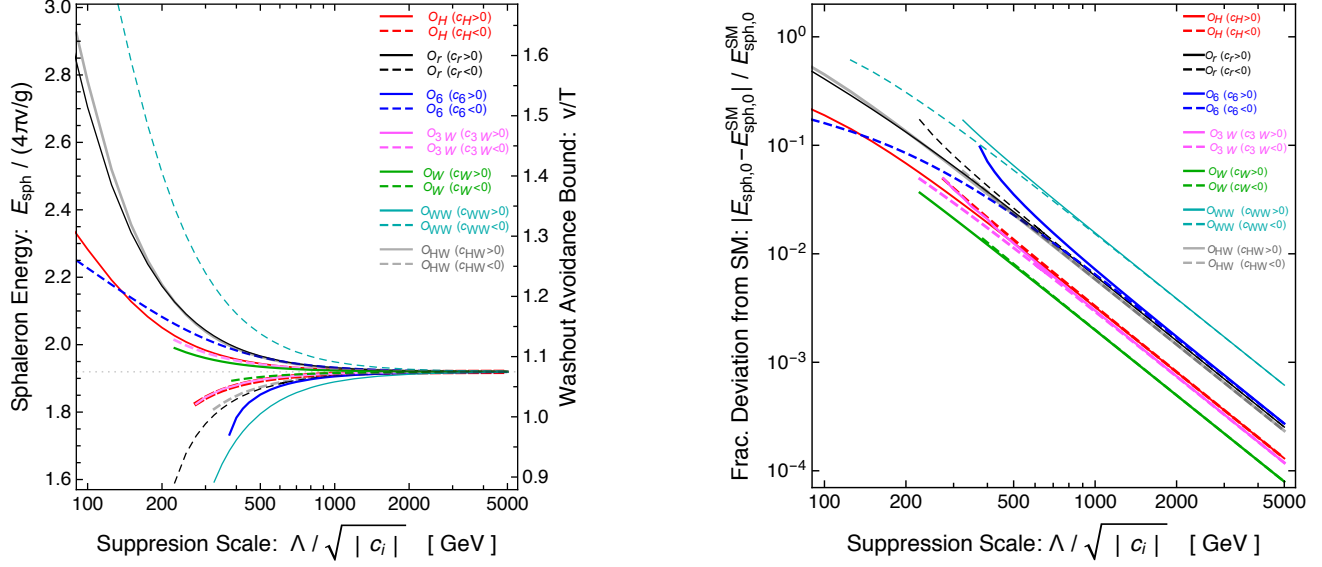 Sphaleron Energy: E_sph / (4πv/g)
3.0
2.8
2.6
2.4
2.2
2.0
1.8
1.6
O_H (c_H>0)
O_H (c_H<0)
O_r (c_r>0)
O_r (c_r<0)
O_6 (c_6>0)
O_6 (c_6<0)
O_3W (c_3W>0)
O_3W (c_3W<0)
O_W (c_W>0)
O_W (c_W<0)
O_WW (c_WW>0)
O_WW (c_WW<0)
O_HW (c_HW>0)
O_HW (c_HW<0)
1.6
1.5
1.4
1.3
1.2
1.1
1.0
0.9
Washout Avoidance Bound: v/T
100 200 500 1000 2000 5000
Suppresion Scale: Λ / √|c_i| [ GeV ]
Frac. Deviation from SM: |E_sph,0 − E^SM_sph,0| / E^SM_sph,0
10^0
10^−1
10^−2
10^−3
10^−4
O_H (c_H>0)
O_H (c_H<0)
O_r (c_r>0)
O_r (c_r<0)
O_6 (c_6>0)
O_6 (c_6<0)
O_3W (c_3W>0)
O_3W (c_3W<0)
O_W (c_W>0)
O_W (c_W<0)
O_WW (c_WW>0)
O_WW (c_WW<0)
O_HW (c_HW>0)
O_HW (c_HW<0)
100 200 500 1000 2000 5000
Suppression Scale: Λ / √|c_i| [ GeV ]